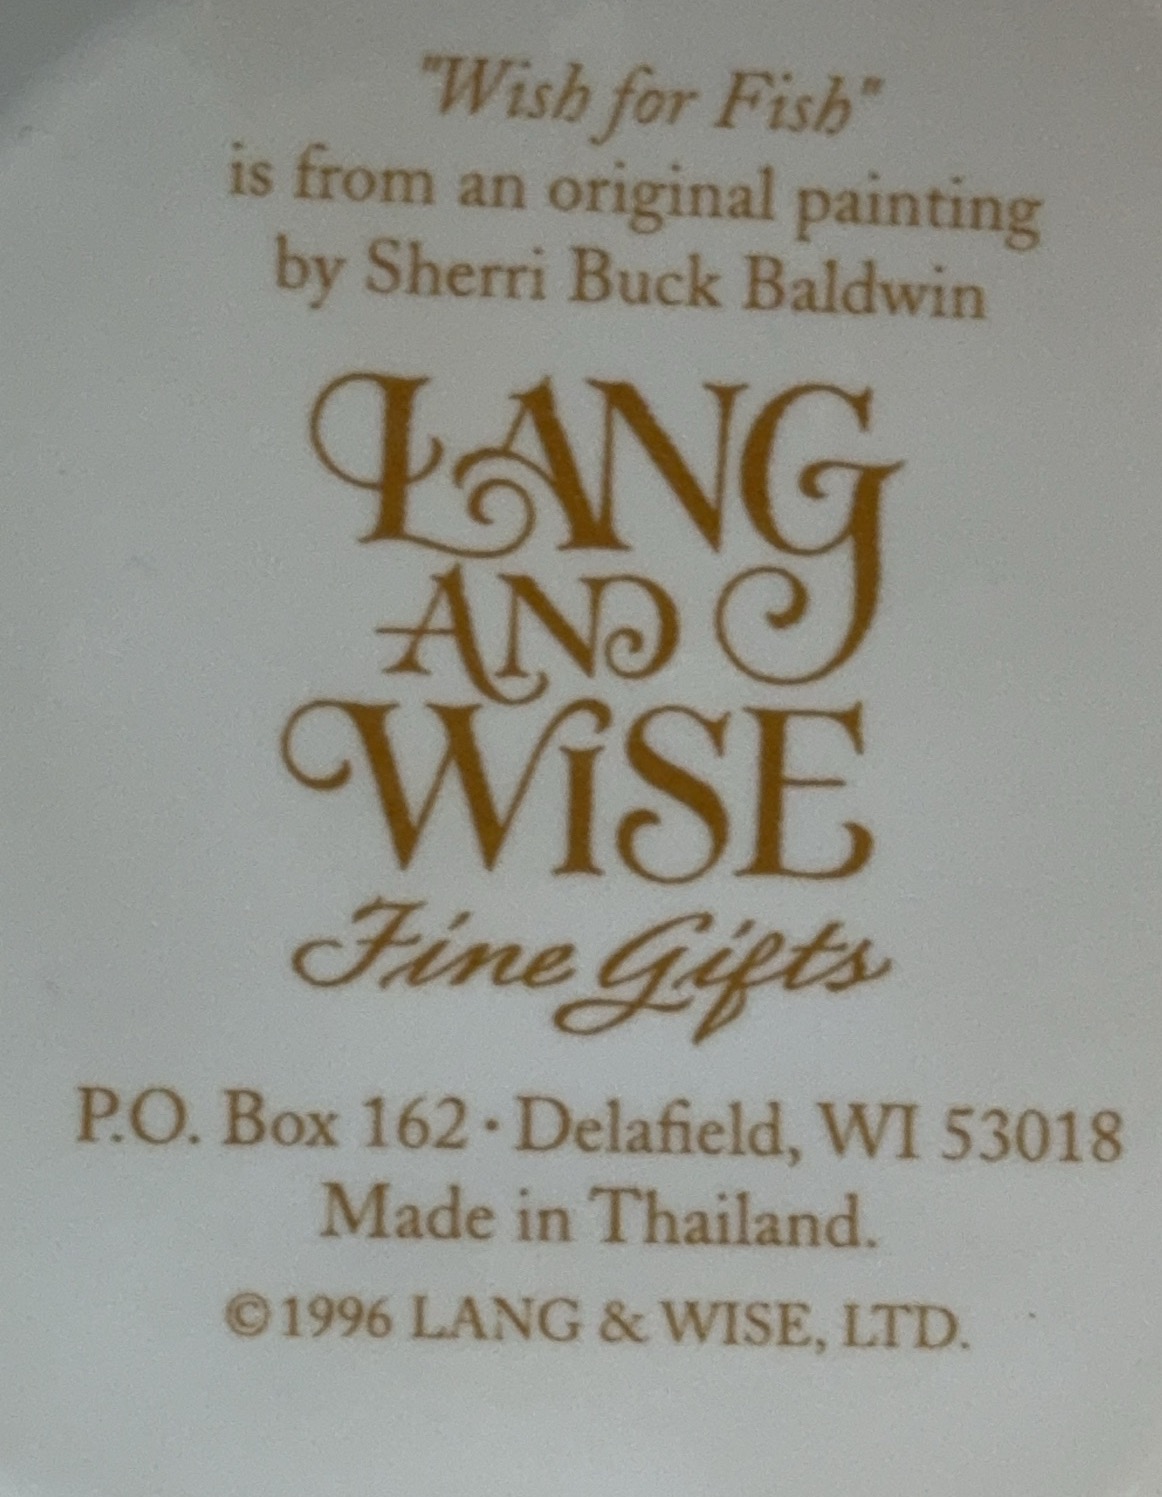 "Wish for Fish"
is from an original painting
by Sherri Buck Baldwin
LANG
AND
WiSE
Fine Gifts
P.O. Box 162 · Delafield, WI 53018
Made in Thailand.
©1996 LANG & WISE, LTD.